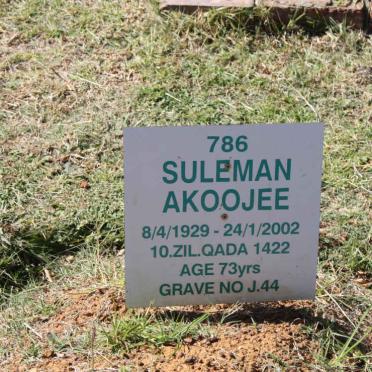 786
SULEMAN
AKOOJEE
8/4/1929 - 24/1/2002
10.ZIL.QADA 1422
AGE 73yrs
GRAVE NO J.44